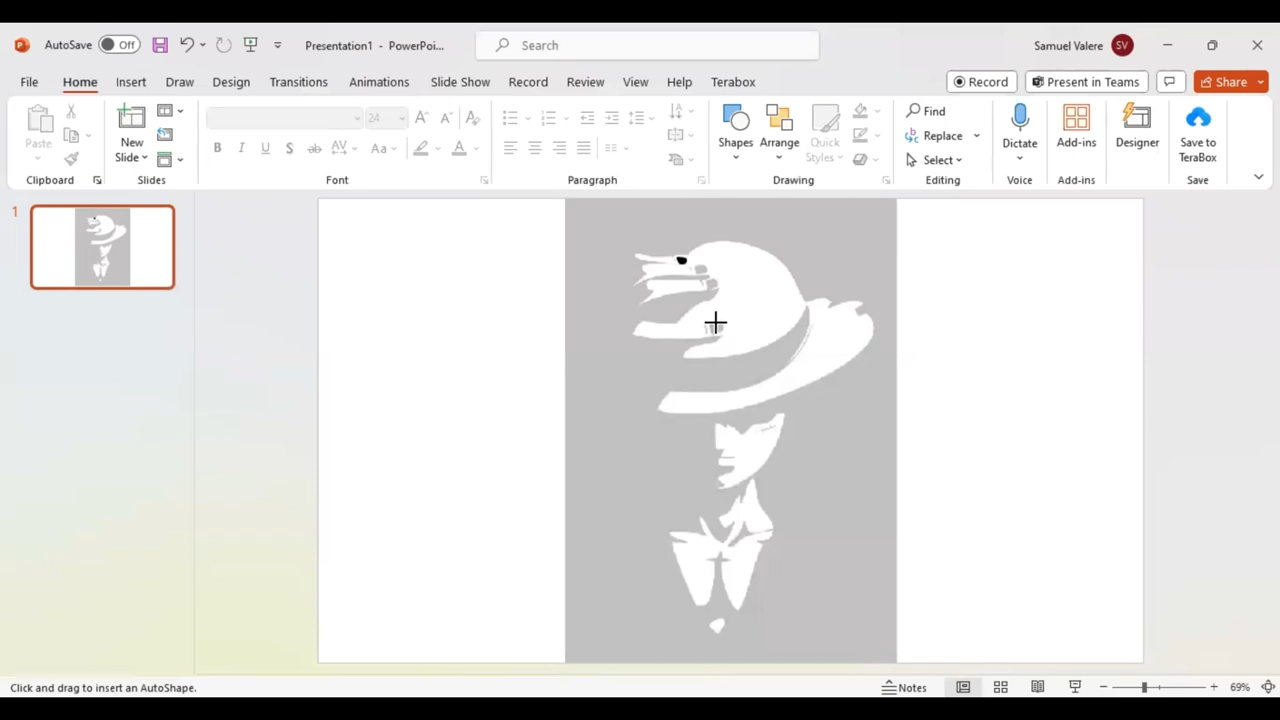 AutoSave Off Presentation1 - PowerPoi... Search Samuel Valere SV
File Home Insert Draw Design Transitions Animations Slide Show Record Review View Help Terabox Record Present in Teams Share
Paste
Clipboard
New
Slide
Slides
24
B I U S ab AV Aa A
Font
Paragraph
Shapes
Arrange
Quick
Styles
Drawing
Find
Replace
Select
Editing
Dictate
Voice
Add-ins
Add-ins
Designer
Save to
TeraBox
Save
1
Click and drag to insert an AutoShape. Notes 69%